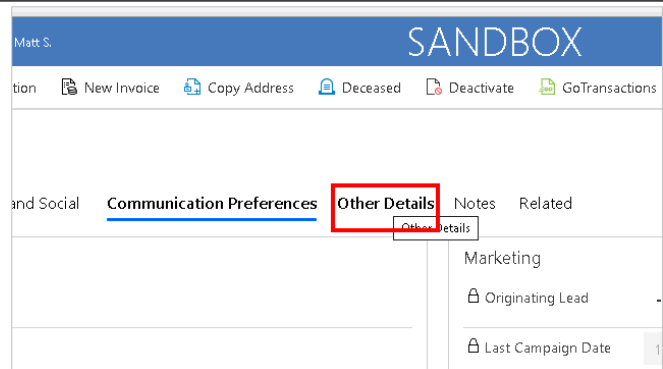 Matt S.
SANDBOX
tion New Invoice Copy Address Deceased Deactivate GoTransactions
and Social Communication Preferences Other Details Notes Related
Other Details
Marketing
Originating Lead -
Last Campaign Date 1